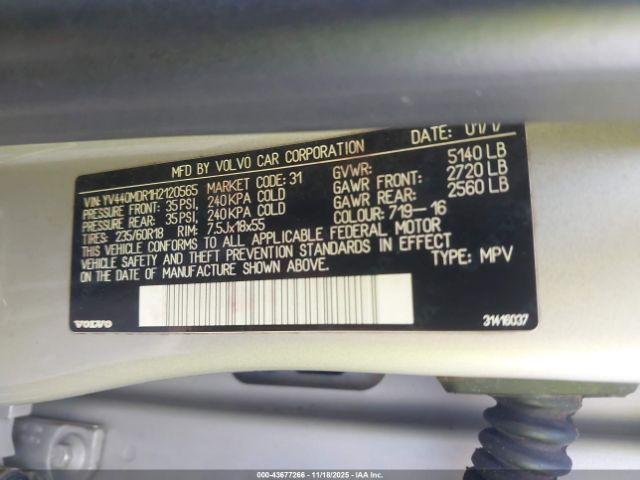 MFD BY VOLVO CAR CORPORATION DATE: 01/17
VIN: YV440MDR1H2120565 MARKET CODE: 31 GVWR: 5140 LB
PRESSURE FRONT: 35 PSI, 240 KPA COLD GAWR FRONT: 2720 LB
PRESSURE REAR: 35 PSI, 240 KPA COLD GAWR REAR: 2560 LB
TIRES: 235/60R18 RIM: 7,5Jx18x55 COLOUR: 719-16
THIS VEHICLE CONFORMS TO ALL APPLICABLE FEDERAL MOTOR
VEHICLE SAFETY AND THEFT PREVENTION STANDARDS IN EFFECT
ON THE DATE OF MANUFACTURE SHOWN ABOVE. TYPE: MPV
VOLVO 31416037
000-43677266 - 11/18/2025 - IAA Inc.